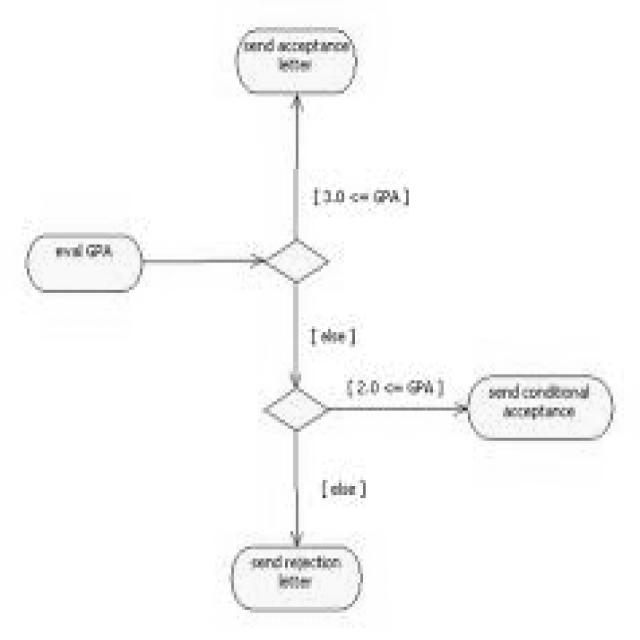 send acceptance
letter
[ 3.0 <= GPA ]
eval GPA
[ else ]
[ 2.0 <= GPA ]
send conditional
acceptance
[ else ]
send rejection
letter